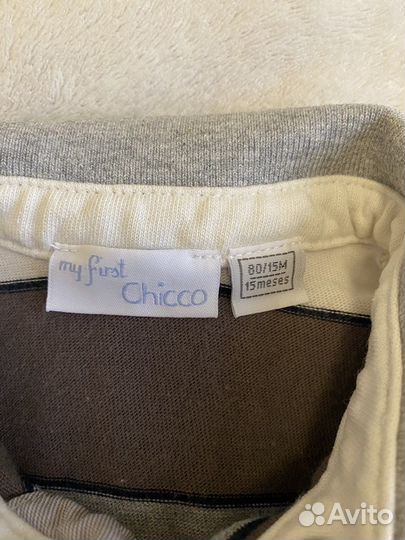 my first
Chicco
80/15M
15meses
Avito